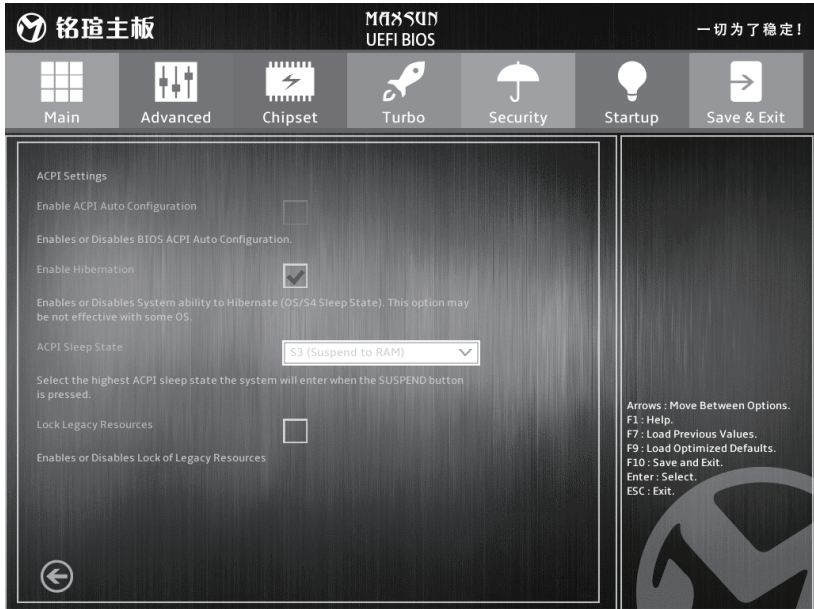 铭瑄主板
MAXSUN
UEFI BIOS
一切为了稳定!
Main
Advanced
Chipset
Turbo
Security
Startup
Save & Exit
ACPI Settings
Enable ACPI Auto Configuration
Enables or Disables BIOS ACPI Auto Configuration.
Enable Hibernation
Enables or Disables System ability to Hibernate (OS/S4 Sleep State). This option may
be not effective with some OS.
ACPI Sleep State
S3 (Suspend to RAM)
Select the highest ACPI sleep state the system will enter when the SUSPEND button
is pressed.
Lock Legacy Resources
Enables or Disables Lock of Legacy Resources
Arrows : Move Between Options.
F1 : Help.
F7 : Load Previous Values.
F9 : Load Optimized Defaults.
F10 : Save and Exit.
Enter : Select.
ESC : Exit.